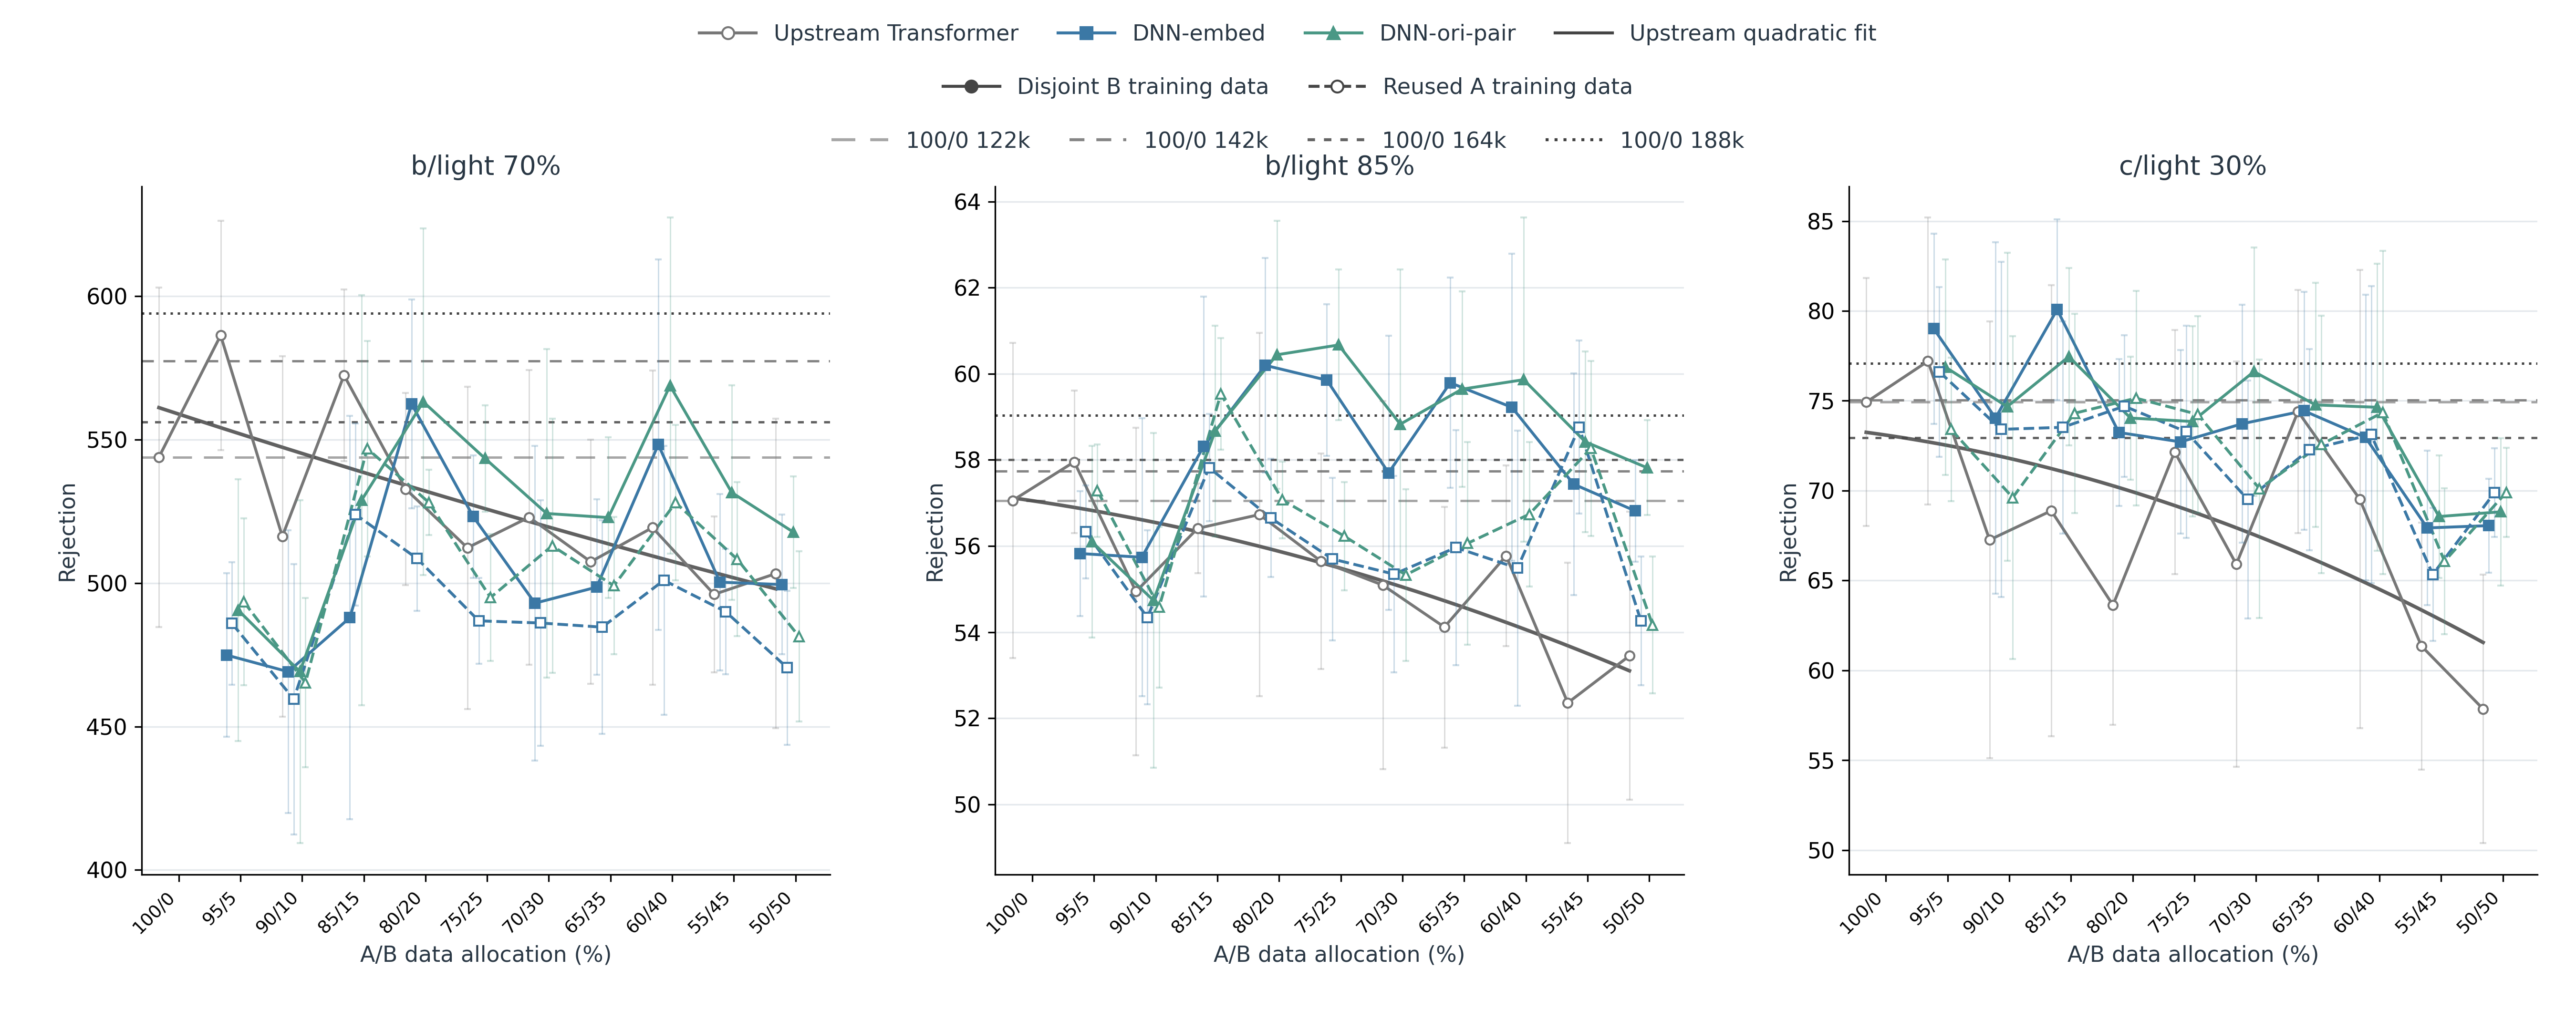 Upstream Transformer DNN-embed DNN-ori-pair Upstream quadratic fit
Disjoint B training data Reused A training data
100/0 122k 100/0 142k 100/0 164k 100/0 188k
b/light 70%
Rejection
600
550
500
450
400
100/0 95/5 90/10 85/15 80/20 75/25 70/30 65/35 60/40 55/45 50/50
A/B data allocation (%)
b/light 85%
Rejection
64
62
60
58
56
54
52
50
100/0 95/5 90/10 85/15 80/20 75/25 70/30 65/35 60/40 55/45 50/50
A/B data allocation (%)
c/light 30%
Rejection
85
80
75
70
65
60
55
50
100/0 95/5 90/10 85/15 80/20 75/25 70/30 65/35 60/40 55/45 50/50
A/B data allocation (%)